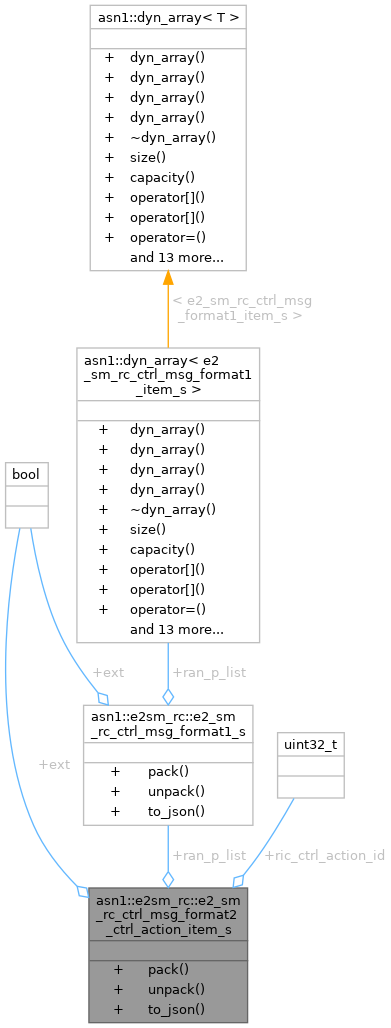 asn1::dyn_array< T >
+ dyn_array()
+ dyn_array()
+ dyn_array()
+ dyn_array()
+ ~dyn_array()
+ size()
+ capacity()
+ operator[]()
+ operator[]()
+ operator=()
and 13 more...
< e2_sm_rc_ctrl_msg
_format1_item_s >
asn1::dyn_array< e2
_sm_rc_ctrl_msg_format1
_item_s >
+ dyn_array()
+ dyn_array()
+ dyn_array()
+ dyn_array()
+ ~dyn_array()
+ size()
+ capacity()
+ operator[]()
+ operator[]()
+ operator=()
and 13 more...
bool
+ext
+ran_p_list
asn1::e2sm_rc::e2_sm
_rc_ctrl_msg_format1_s
+ pack()
+ unpack()
+ to_json()
uint32_t
+ext
+ran_p_list
+ric_ctrl_action_id
asn1::e2sm_rc::e2_sm
_rc_ctrl_msg_format2
_ctrl_action_item_s
+ pack()
+ unpack()
+ to_json()